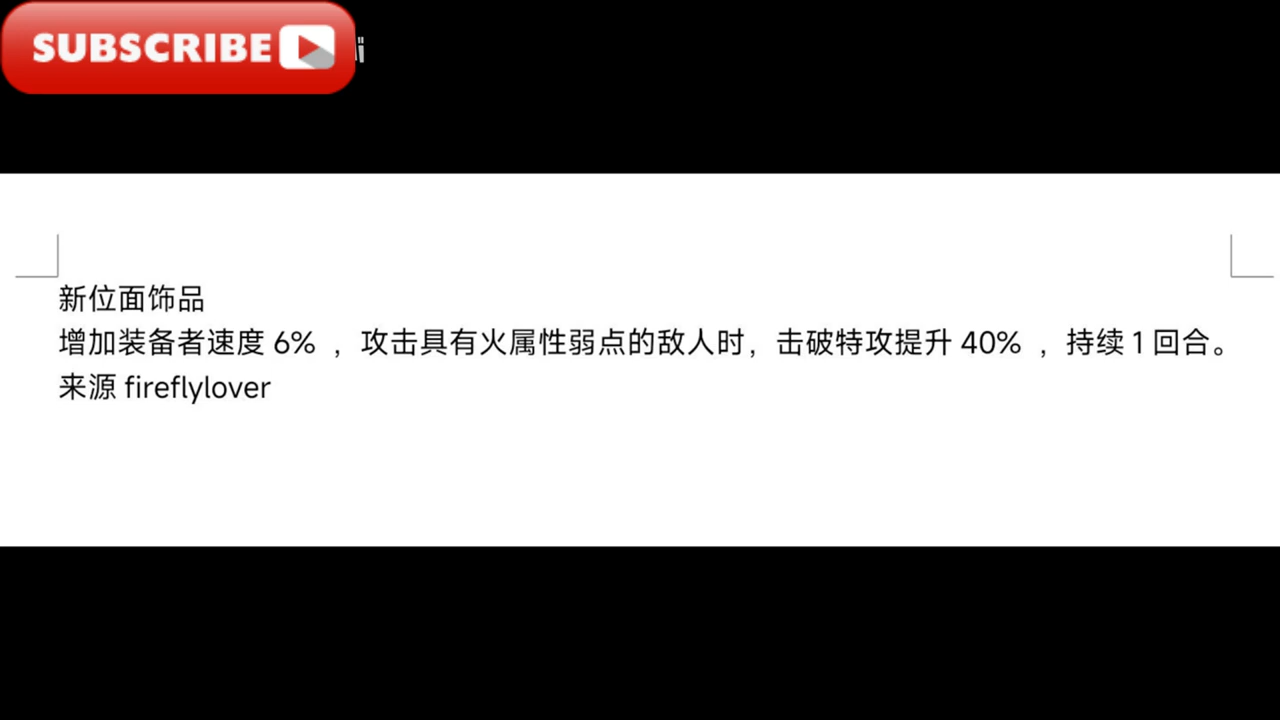 SUBSCRIBE
新位面饰品
增加装备者速度 6% ，攻击具有火属性弱点的敌人时，击破特攻提升 40% ，持续 1 回合。
来源 fireflylover